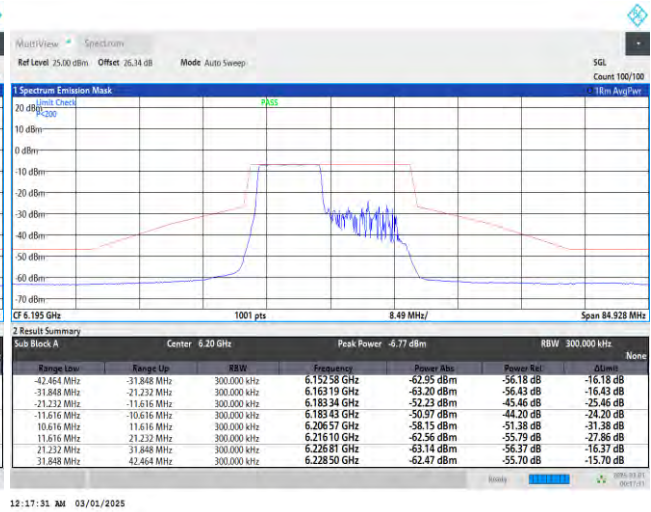 MultiView Spectrum
Ref Level 25.00 dBm Offset 26.34 dB Mode Auto Sweep SGL
Count 100/100
1 Spectrum Emission Mask 1Rm AvgPwr
Limit Check PASS
20 dBm
P<200
10 dBm
0 dBm
-10 dBm
-20 dBm
-30 dBm
-40 dBm
-50 dBm
-60 dBm
-70 dBm
CF 6.195 GHz 1001 pts 8.49 MHz/ Span 84.928 MHz
2 Result Summary
Sub Block A Center 6.20 GHz Peak Power -6.77 dBm RBW 300.000 kHz
None
Range Low Range Up RBW Frequency Power Abs Power Rel ΔLimit
-42.464 MHz -31.848 MHz 300.000 kHz 6.152 58 GHz -62.95 dBm -56.18 dB -16.18 dB
-31.848 MHz -21.232 MHz 300.000 kHz 6.163 19 GHz -63.20 dBm -56.43 dB -16.43 dB
-21.232 MHz -11.616 MHz 300.000 kHz 6.183 34 GHz -52.23 dBm -45.46 dB -25.46 dB
-11.616 MHz -10.616 MHz 300.000 kHz 6.183 43 GHz -50.97 dBm -44.20 dB -24.20 dB
10.616 MHz 11.616 MHz 300.000 kHz 6.206 57 GHz -58.15 dBm -51.38 dB -31.38 dB
11.616 MHz 21.232 MHz 300.000 kHz 6.216 10 GHz -62.56 dBm -55.79 dB -27.86 dB
21.232 MHz 31.848 MHz 300.000 kHz 6.226 81 GHz -63.14 dBm -56.37 dB -16.37 dB
31.848 MHz 42.464 MHz 300.000 kHz 6.228 50 GHz -62.47 dBm -55.70 dB -15.70 dB
Ready
12:17:31 AM 03/01/2025